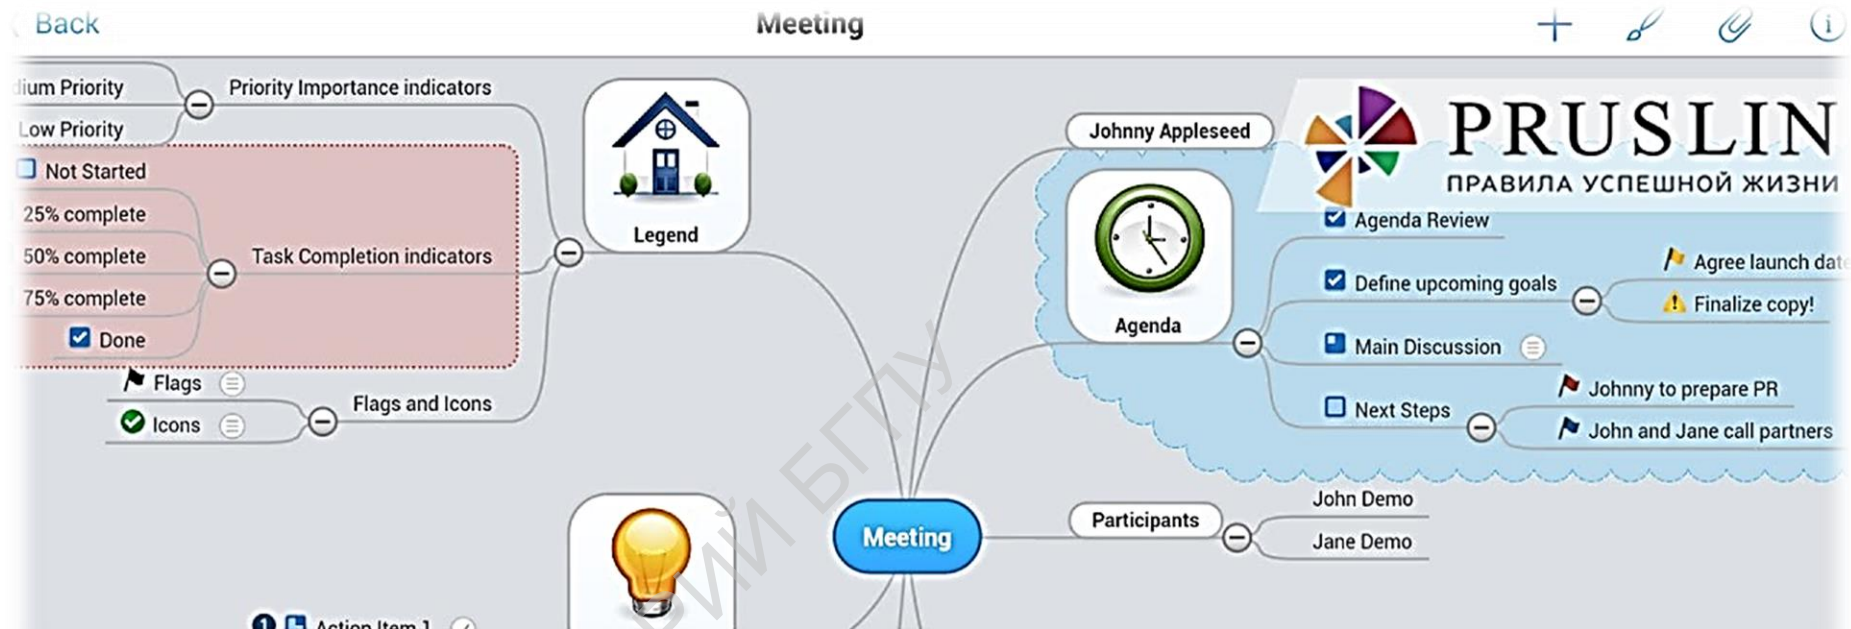 Back
Meeting
Priority Importance indicators
Priority
Low Priority
Not Started
25% complete
50% complete
75% complete
Done
Task Completion indicators
Flags
Icons
Flags and Icons
Legend
Johnny Appleseed
PRUSLIN
ПРАВИЛА УСПЕШНОЙ ЖИЗНИ
Agenda
Agenda Review
Define upcoming goals
Agree launch date
Finalize copy!
Main Discussion
Next Steps
Johnny to prepare PR
John and Jane call partners
Meeting
Participants
John Demo
Jane Demo
1 Action Item 1
БГПУ